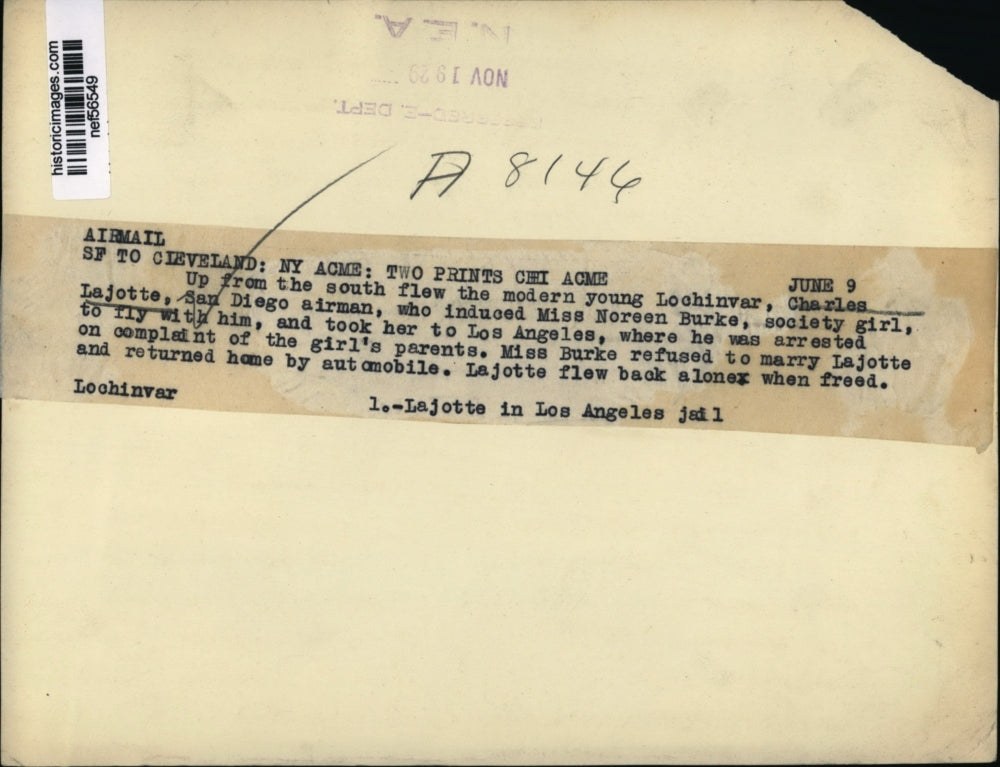 historicimages.com
nef56549
N.E.A.
NOV 19 29
E. DEPT.
A 8146
AIRMAIL
SF TO CLEVELAND: NY ACME: TWO PRINTS CHI ACME JUNE 9
Up from the south flew the modern young Lochinvar, Charles
Lajotte, San Diego airman, who induced Miss Noreen Burke, society girl,
to fly with him, and took her to Los Angeles, where he was arrested
on complaint of the girl's parents. Miss Burke refused to marry Lajotte
and returned home by automobile. Lajotte flew back alonex when freed.
Lochinvar
1.-Lajotte in Los Angeles jail